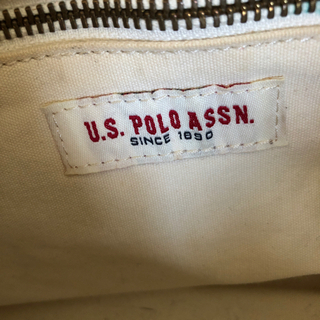 U.S. POLO ASSN.
SINCE 1890